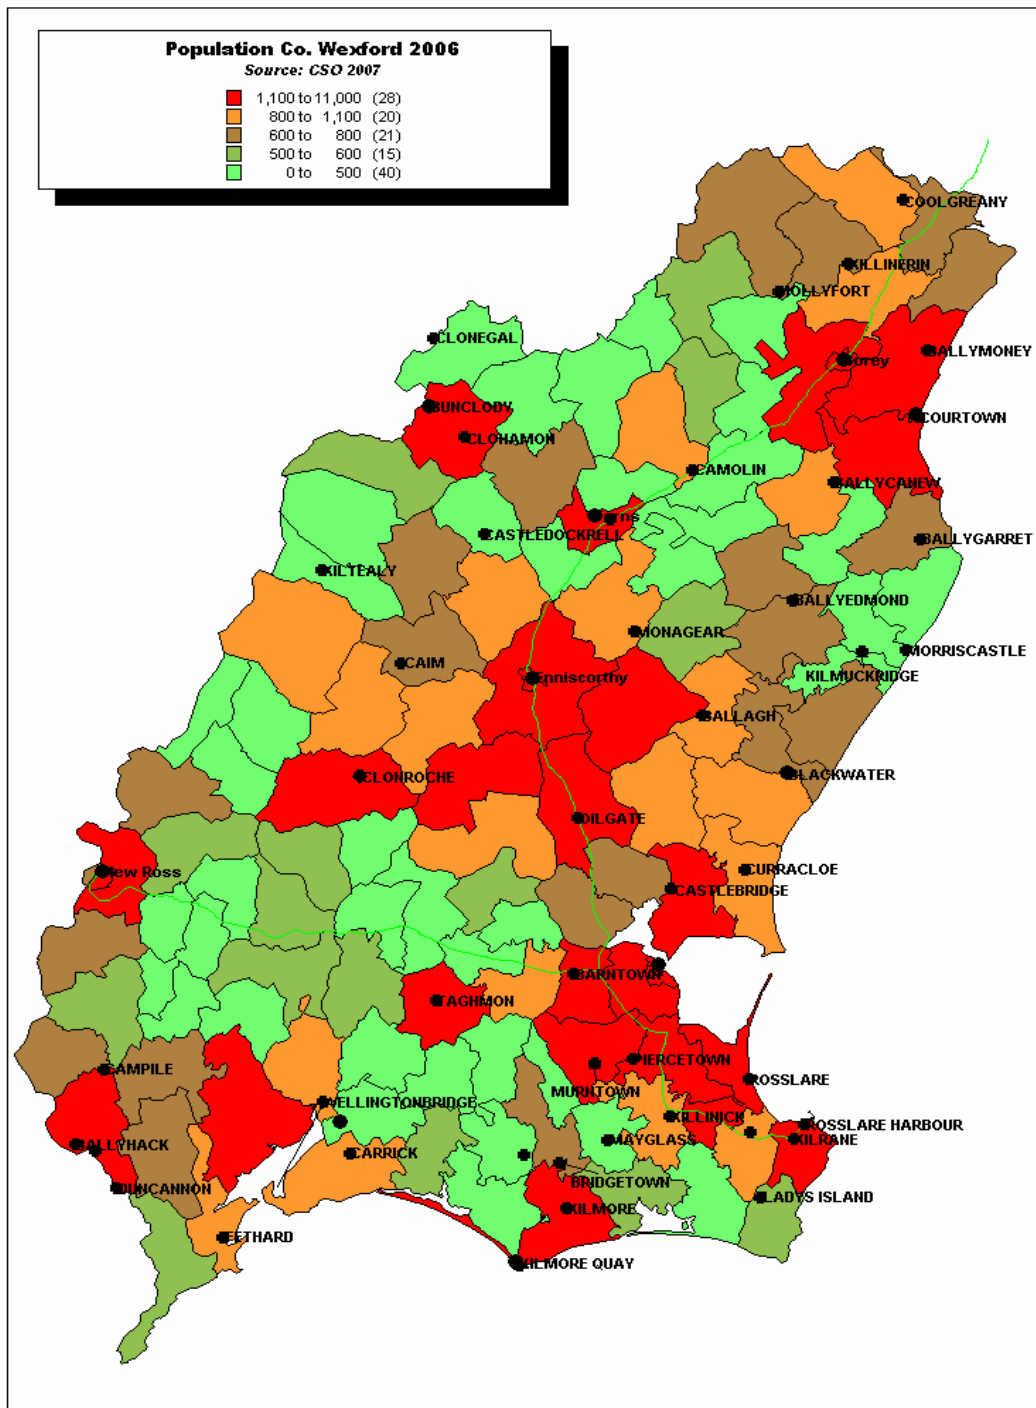 Population Co. Wexford 2006
Source: CSO 2007
1,100 to 11,000 (28)
800 to 1,100 (20)
600 to 800 (21)
500 to 600 (15)
0 to 500 (40)
COOLGREANY
KILLINERIN
HOLLYFORT
CLONEGAL
BALLYMONEY
Gorey
BUNCLODY
COURTOWN
CLOHAMON
CAMOLIN
BALLYCANEW
Ferns
CASTLEDOCKRELL
BALLYGARRET
KILTEALY
BALLYEDMOND
MONAGEAR
MORRISCASTLE
CAIM
KILMUCKRIDGE
Enniscorthy
BALLAGH
BLACKWATER
CLONROCHE
OILGATE
New Ross
CURRACLOE
CASTLEBRIDGE
BARNTOWN
TAGHMON
PIERCETOWN
CAMPILE
ROSSLARE
MURNTOWN
WELLINGTONBRIDGE
KILLINICK
ROSSLARE HARBOUR
BALLYHACK
MAYGLASS
KILRANE
CARRICK
BRIDGETOWN
DUNCANNON
LADYS ISLAND
KILMORE
FETHARD
KILMORE QUAY